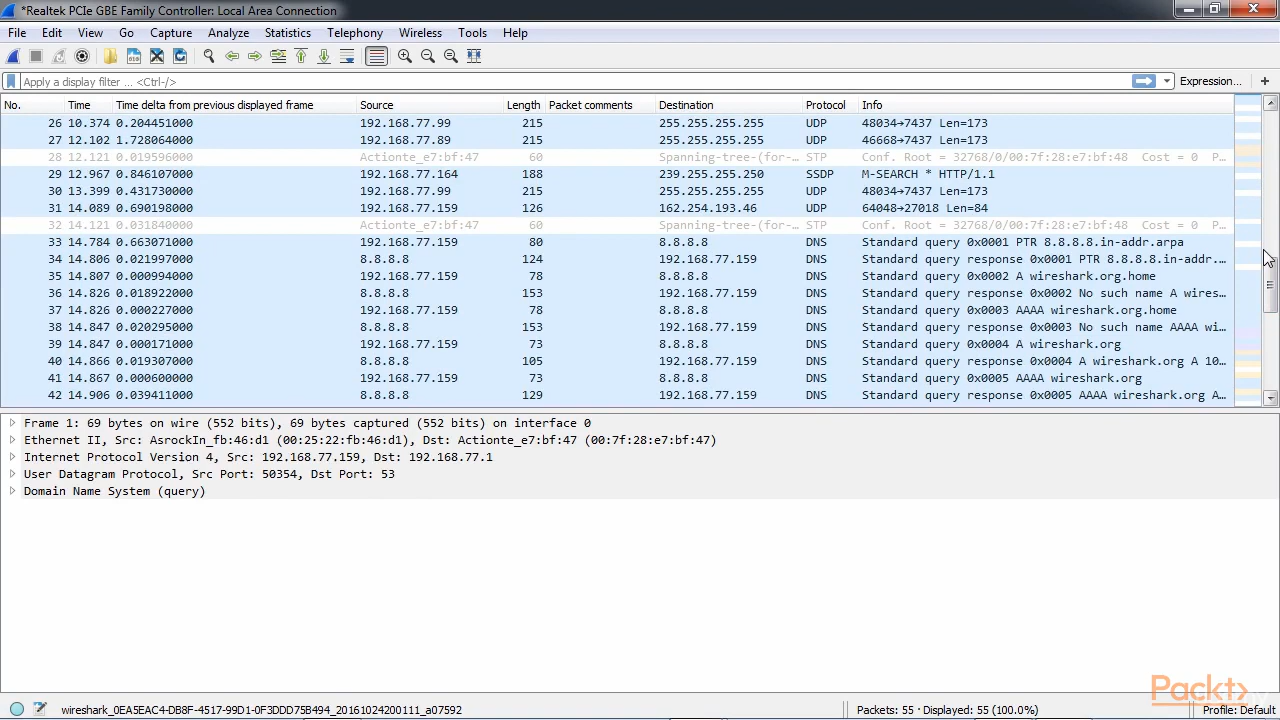 *Realtek PCIe GBE Family Controller: Local Area Connection
File Edit View Go Capture Analyze Statistics Telephony Wireless Tools Help
Apply a display filter ... <Ctrl-/> Expression... +
No. Time Time delta from previous displayed frame Source Length Packet comments Destination Protocol Info
26 10.374 0.204451000 192.168.77.99 215 255.255.255.255 UDP 48034→7437 Len=173
27 12.102 1.728064000 192.168.77.89 215 255.255.255.255 UDP 46668→7437 Len=173
28 12.121 0.019596000 Actionte_e7:bf:47 60 Spanning-tree-(for-… STP Conf. Root = 32768/0/00:7f:28:e7:bf:48 Cost = 0 P…
29 12.967 0.846107000 192.168.77.164 188 239.255.255.250 SSDP M-SEARCH * HTTP/1.1
30 13.399 0.431730000 192.168.77.99 215 255.255.255.255 UDP 48034→7437 Len=173
31 14.089 0.690198000 192.168.77.159 126 162.254.193.46 UDP 64048→27018 Len=84
32 14.121 0.031840000 Actionte_e7:bf:47 60 Spanning-tree-(for-… STP Conf. Root = 32768/0/00:7f:28:e7:bf:48 Cost = 0 P…
33 14.784 0.663071000 192.168.77.159 80 8.8.8.8 DNS Standard query 0x0001 PTR 8.8.8.8.in-addr.arpa
34 14.806 0.021997000 8.8.8.8 124 192.168.77.159 DNS Standard query response 0x0001 PTR 8.8.8.8.in-addr.…
35 14.807 0.000994000 192.168.77.159 78 8.8.8.8 DNS Standard query 0x0002 A wireshark.org.home
36 14.826 0.018922000 8.8.8.8 153 192.168.77.159 DNS Standard query response 0x0002 No such name A wires…
37 14.826 0.000227000 192.168.77.159 78 8.8.8.8 DNS Standard query 0x0003 AAAA wireshark.org.home
38 14.847 0.020295000 8.8.8.8 153 192.168.77.159 DNS Standard query response 0x0003 No such name AAAA wi…
39 14.847 0.000171000 192.168.77.159 73 8.8.8.8 DNS Standard query 0x0004 A wireshark.org
40 14.866 0.019307000 8.8.8.8 105 192.168.77.159 DNS Standard query response 0x0004 A wireshark.org A 10…
41 14.867 0.000600000 192.168.77.159 73 8.8.8.8 DNS Standard query 0x0005 AAAA wireshark.org
42 14.906 0.039411000 8.8.8.8 129 192.168.77.159 DNS Standard query response 0x0005 AAAA wireshark.org A…
Frame 1: 69 bytes on wire (552 bits), 69 bytes captured (552 bits) on interface 0
Ethernet II, Src: AsrockIn_fb:46:d1 (00:25:22:fb:46:d1), Dst: Actionte_e7:bf:47 (00:7f:28:e7:bf:47)
Internet Protocol Version 4, Src: 192.168.77.159, Dst: 192.168.77.1
User Datagram Protocol, Src Port: 50354, Dst Port: 53
Domain Name System (query)
Packt>
wireshark_0EA5EAC4-DB8F-4517-99D1-0F3DDD75B494_20161024200111_a07592 Packets: 55 · Displayed: 55 (100.0%) Profile: Default